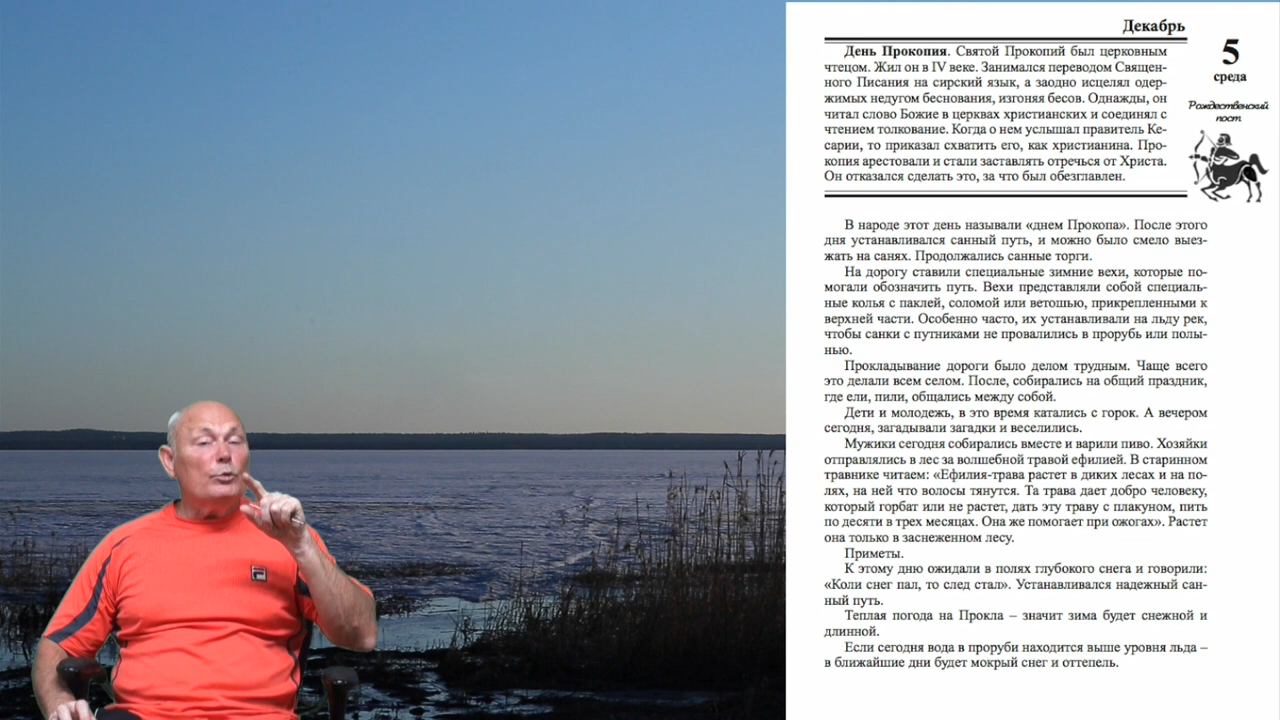 Декабрь
День Прокопия. Святой Прокопий был церковным
чтецом. Жил он в IV веке. Занимался переводом Священ-
ного Писания на сирский язык, а заодно исцелял одер-
жимых недугом беснования, изгоняя бесов. Однажды, он
читал слово Божие в церквах христианских и соединял с
чтением толкование. Когда о нем услышал правитель Ке-
сарии, то приказал схватить его, как христианина. Про-
копия арестовали и стали заставлять отречься от Христа.
Он отказался сделать это, за что был обезглавлен.
5
среда
Рождественский
пост
В народе этот день называли «днем Прокопа». После этого
дня устанавливался санный путь, и можно было смело выез-
жать на санях. Продолжались санные торги.
На дорогу ставили специальные зимние вехи, которые по-
могали обозначить путь. Вехи представляли собой специаль-
ные колья с паклей, соломой или ветошью, прикрепленными к
верхней части. Особенно часто, их устанавливали на льду рек,
чтобы санки с путниками не провалились в прорубь или полы-
нью.
Прокладывание дороги было делом трудным. Чаще всего
это делали всем селом. После, собирались на общий праздник,
где ели, пили, общались между собой.
Дети и молодежь, в это время катались с горок. А вечером
сегодня, загадывали загадки и веселились.
Мужики сегодня собирались вместе и варили пиво. Хозяйки
отправлялись в лес за волшебной травой ефилией. В старинном
травнике читаем: «Ефилия-трава растет в диких лесах и на по-
лях, на ней что волосы тянутся. Та трава дает добро человеку,
который горбат или не растет, дать эту траву с плакуном, пить
по десяти в трех месяцах. Она же помогает при ожогах». Растет
она только в заснеженном лесу.
Приметы.
К этому дню ожидали в полях глубокого снега и говорили:
«Коли снег пал, то след стал». Устанавливался надежный сан-
ный путь.
Теплая погода на Прокла – значит зима будет снежной и
длинной.
Если сегодня вода в проруби находится выше уровня льда –
в ближайшие дни будет мокрый снег и оттепель.